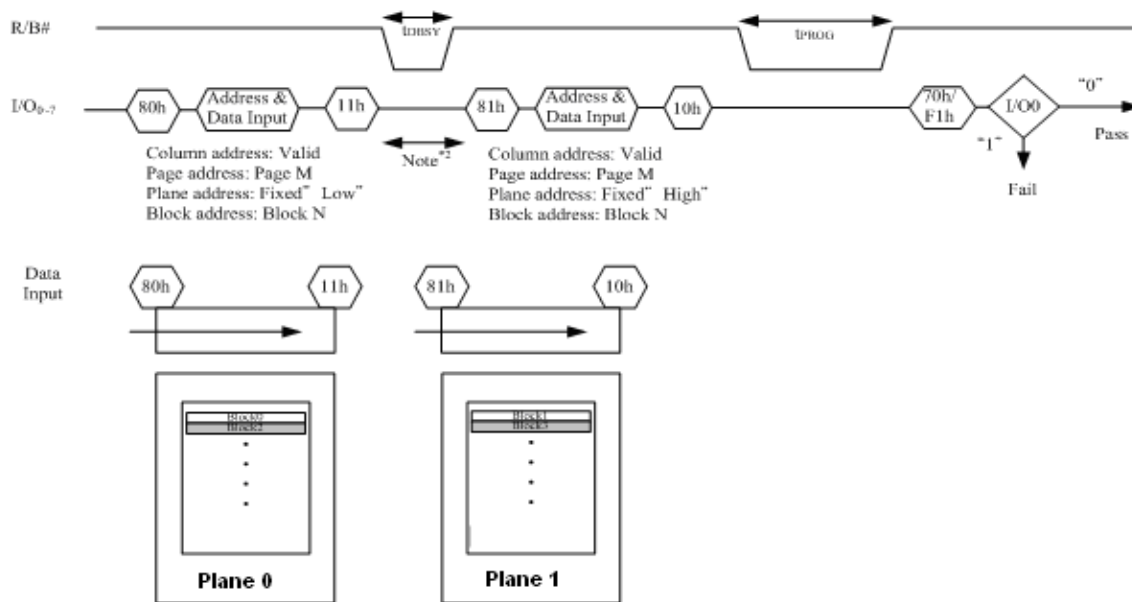 R/B#
tDBSY
tPROG
I/O0~7
80h
Address &
Data Input
11h
81h
Address &
Data Input
10h
70h/
F1h
I/O0
"0"
Pass
"1"
Fail
Note*2
Column address: Valid
Page address: Page M
Plane address: Fixed" Low"
Block address: Block N
Column address: Valid
Page address: Page M
Plane address: Fixed" High"
Block address: Block N
Data
Input
80h
11h
81h
10h
Block0
Block2
Block1
Block3
Plane 0
Plane 1